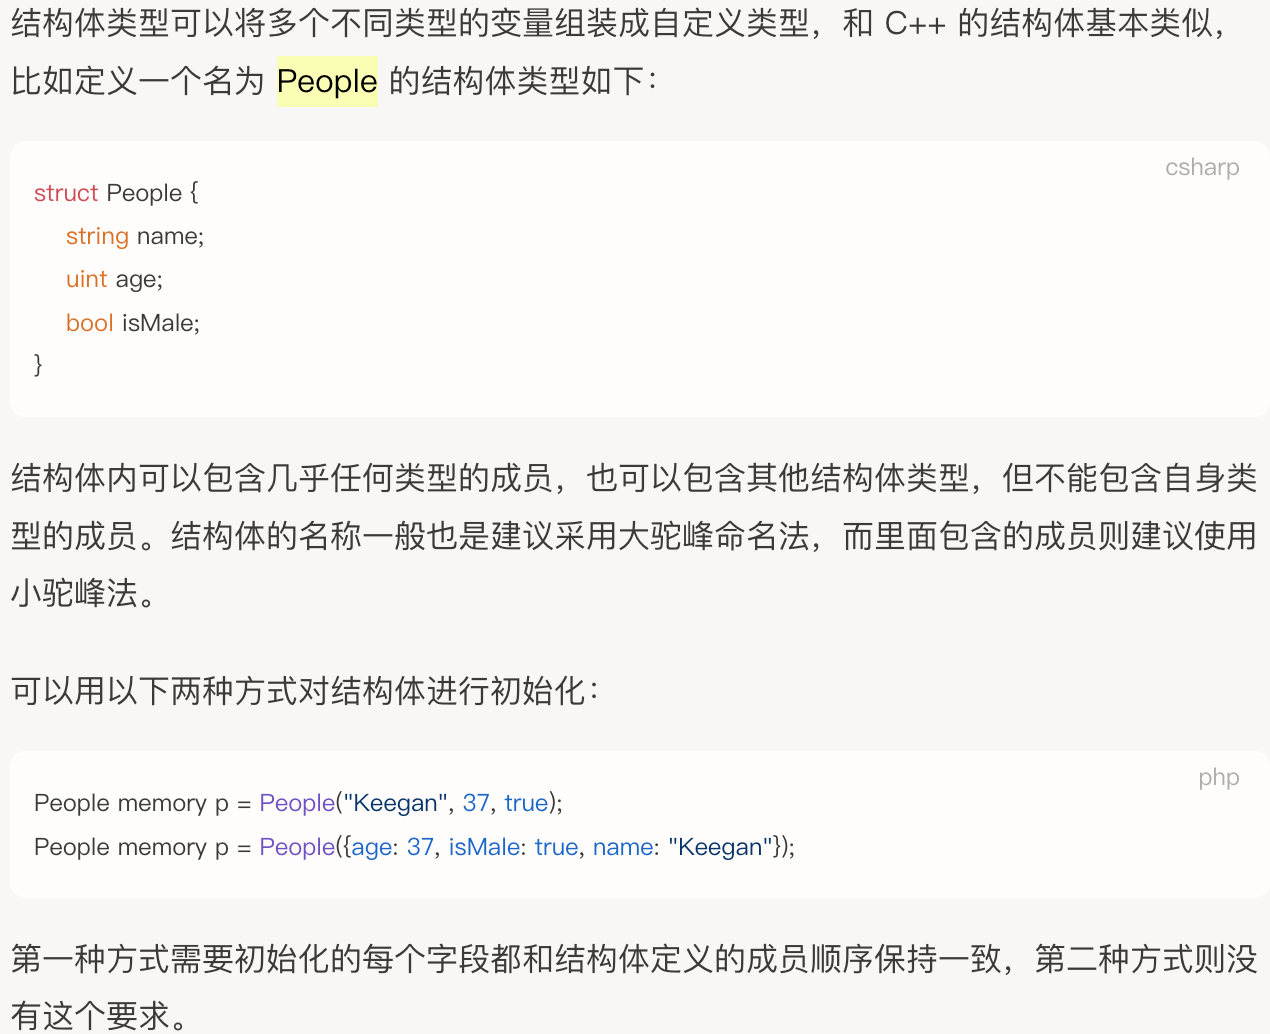 结构体类型可以将多个不同类型的变量组装成自定义类型，和 C++ 的结构体基本类似，
比如定义一个名为 People 的结构体类型如下：
csharp
struct People {
    string name;
    uint age;
    bool isMale;
}
结构体内可以包含几乎任何类型的成员，也可以包含其他结构体类型，但不能包含自身类
型的成员。结构体的名称一般也是建议采用大驼峰命名法，而里面包含的成员则建议使用
小驼峰法。
可以用以下两种方式对结构体进行初始化：
php
People memory p = People("Keegan", 37, true);
People memory p = People({age: 37, isMale: true, name: "Keegan"});
第一种方式需要初始化的每个字段都和结构体定义的成员顺序保持一致，第二种方式则没
有这个要求。